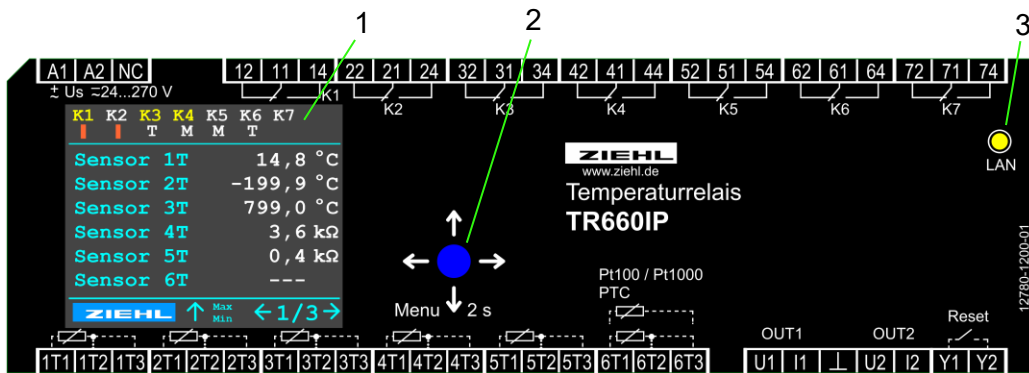 1 2 3
A1 A2 NC 12 11 14 22 21 24 32 31 34 42 41 44 52 51 54 62 61 64 72 71 74
± Us ≂24...270 V K1 K2 K3 K4 K5 K6 K7
K1 K2 K3 K4 K5 K6 K7
T M M T
Sensor 1T 14,8 °C
Sensor 2T -199,9 °C
Sensor 3T 799,0 °C
Sensor 4T 3,6 kΩ
Sensor 5T 0,4 kΩ
Sensor 6T ---
ZIEHL ↑ Max Min ←1/3→
Menu 2 s
ZIEHL
www.ziehl.de
Temperaturrelais
TR660IP
LAN
12780-1200-01
Pt100 / Pt1000
PTC
OUT1 OUT2 Reset
1T1 1T2 1T3 2T1 2T2 2T3 3T1 3T2 3T3 4T1 4T2 4T3 5T1 5T2 5T3 6T1 6T2 6T3 U1 I1 ⊥ U2 I2 Y1 Y2